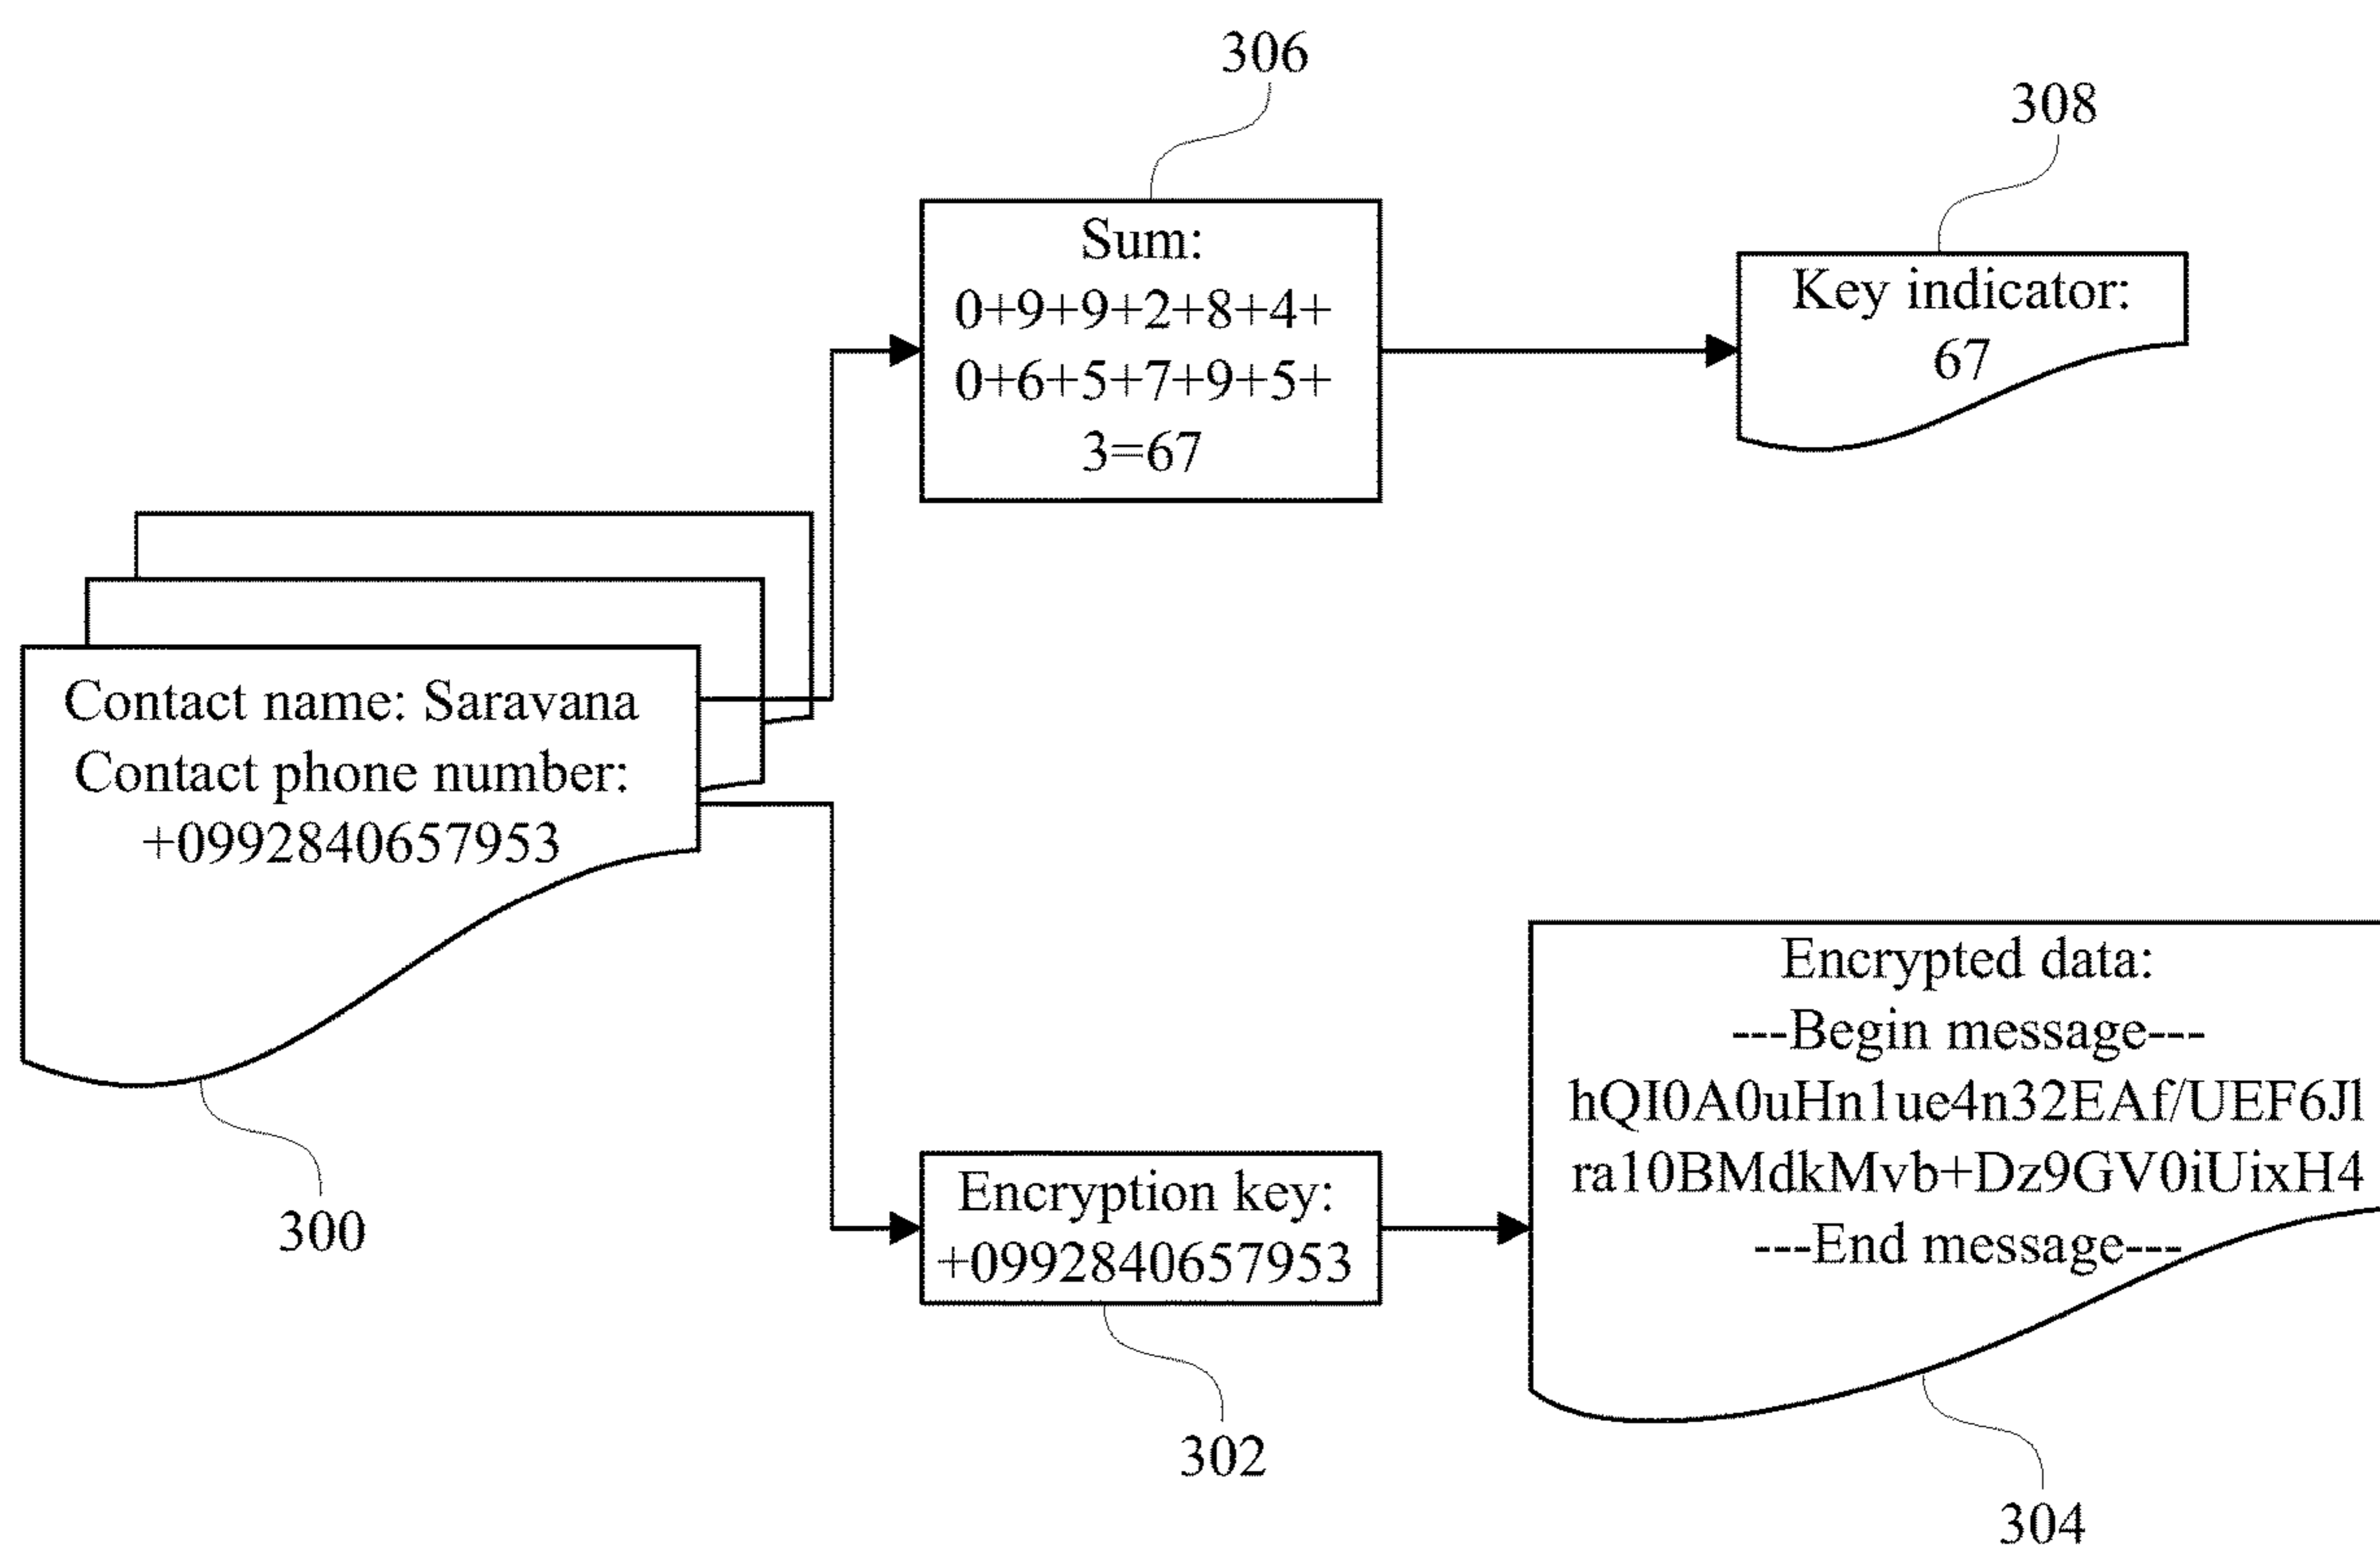 306
308
Sum:
0+9+9+2+8+4+
0+6+5+7+9+5+
3=67
Key indicator:
67
Contact name: Saravana
Contact phone number:
+0992840657953
300
Encryption key:
+0992840657953
302
Encrypted data:
---Begin message---
hQI0A0uHn1ue4n32EAf/UEF6Jl
ra10BMdkMvb+Dz9GV0iUixH4
---End message---
304